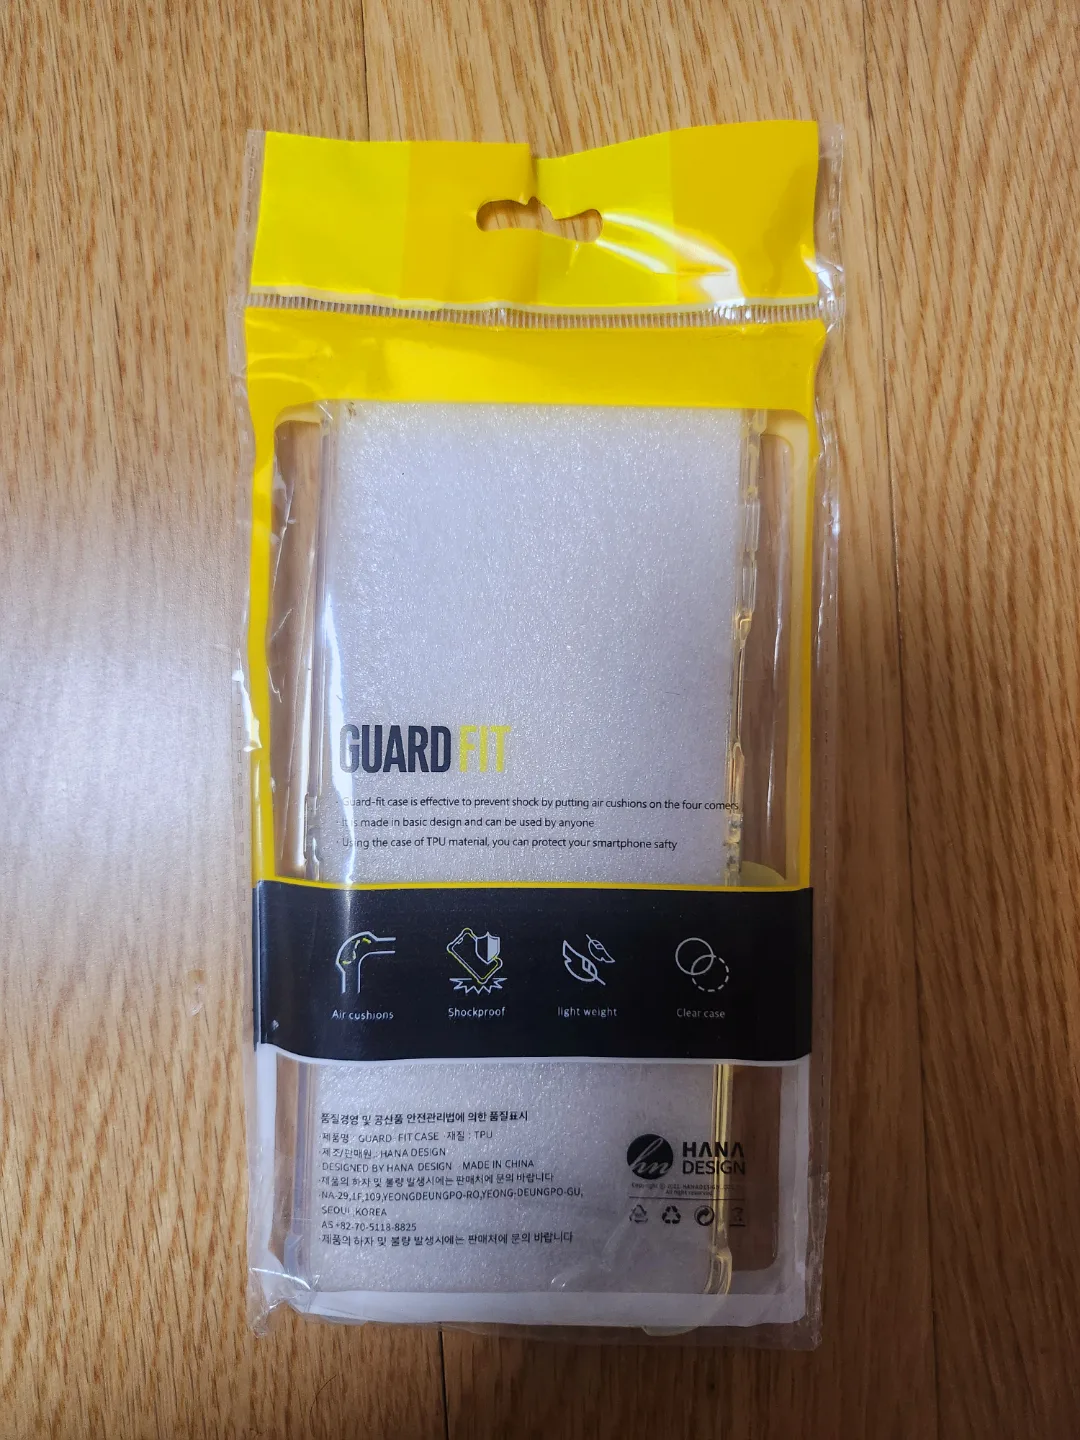 GUARD FIT
· Guard-fit case is effective to prevent shock by putting air cushions on the four corners
· It is made in basic design and can be used by anyone
· Using the case of TPU material, you can protect your smartphone safty
Air cushions
Shockproof
light weight
Clear case
품질경영 및 공산품 안전관리법에 의한 품질표시
·제품명 : GUARD FIT CASE ·재질 : TPU
·제조/판매원 : HANA DESIGN
DESIGNED BY HANA DESIGN MADE IN CHINA
·제품의 하자 및 불량 발생시에는 판매처에 문의 바랍니다
NA-29,1F,109,YEONGDEUNGPO-RO,YEONG-DEUNGPO-GU,
SEOUL,KOREA
AS +82-70-5118-8825
·제품의 하자 및 불량 발생시에는 판매처에 문의 바랍니다
hn
HANA
DESIGN
All right reserved